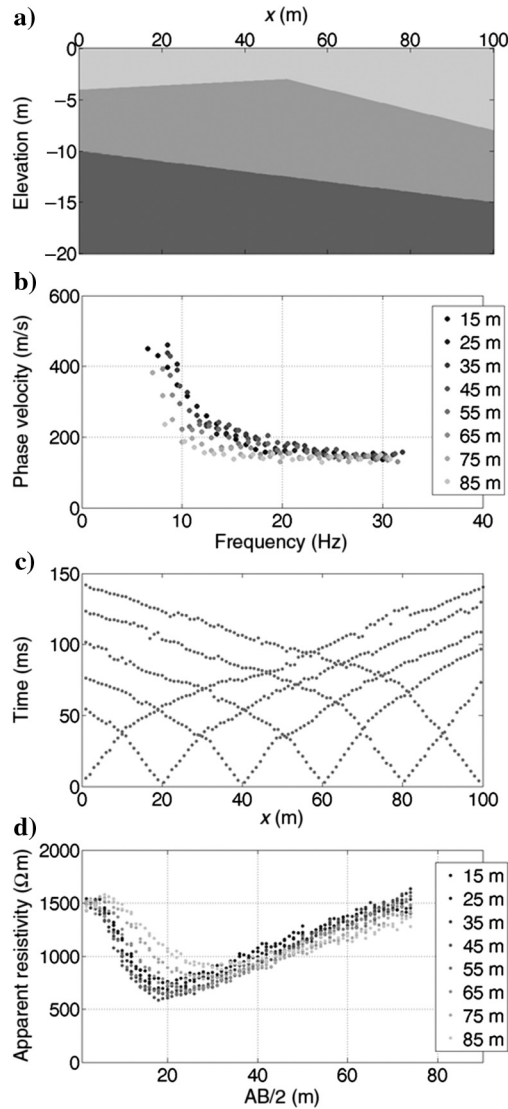 a)
x (m)
0 20 40 60 80 100
0
−5
−10
−15
−20
Elevation (m)
b)
600
400
200
0
Phase velocity (m/s)
0 10 20 30 40
Frequency (Hz)
15 m
25 m
35 m
45 m
55 m
65 m
75 m
85 m
c)
150
100
50
0
Time (ms)
0 20 40 60 80 100
x (m)
d)
2000
1500
1000
500
0
Apparent resistivity (Ωm)
0 20 40 60 80
AB/2 (m)
15 m
25 m
35 m
45 m
55 m
65 m
75 m
85 m